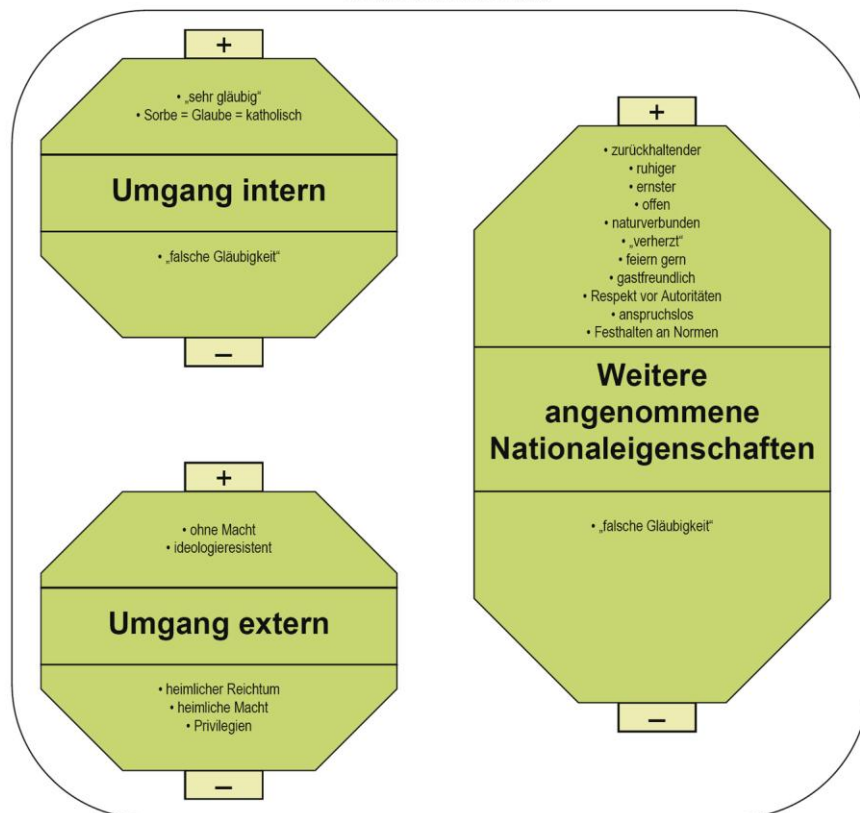 +
• „sehr gläubig“
• Sorbe = Glaube = katholisch
Umgang intern
• „falsche Gläubigkeit“
−
+
• ohne Macht
• ideologieresistent
Umgang extern
• heimlicher Reichtum
• heimliche Macht
• Privilegien
−
+
• zurückhaltender
• ruhiger
• ernster
• offen
• naturverbunden
• „verherzt“
• feiern gern
• gastfreundlich
• Respekt vor Autoritäten
• anspruchslos
• Festhalten an Normen
Weitere
angenommene
Nationaleigenschaften
• „falsche Gläubigkeit“
−